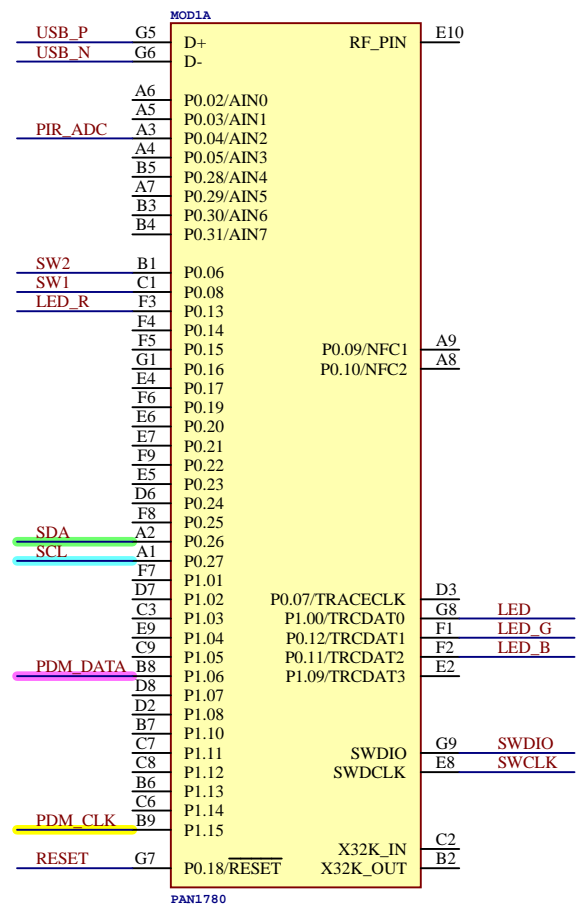 MOD1A
USB_P G5 D+ RF_PIN E10
USB_N G6 D-
A6 P0.02/AIN0
A5 P0.03/AIN1
PIR_ADC A3 P0.04/AIN2
A4 P0.05/AIN3
B5 P0.28/AIN4
A7 P0.29/AIN5
B3 P0.30/AIN6
B4 P0.31/AIN7
SW2 B1 P0.06
SW1 C1 P0.08
LED_R F3 P0.13
F4 P0.14
F5 P0.15 P0.09/NFC1 A9
G1 P0.16 P0.10/NFC2 A8
E4 P0.17
F6 P0.19
E6 P0.20
E7 P0.21
F9 P0.22
E5 P0.23
D6 P0.24
F8 P0.25
SDA A2 P0.26
SCL A1 P0.27
F7 P1.01
D7 P1.02 P0.07/TRACECLK D3
C3 P1.03 P1.00/TRCDAT0 G8 LED
E9 P1.04 P0.12/TRCDAT1 F1 LED_G
C9 P1.05 P0.11/TRCDAT2 F2 LED_B
PDM_DATA B8 P1.06 P1.09/TRCDAT3 E2
D8 P1.07
D2 P1.08
B7 P1.10
C7 P1.11 SWDIO G9 SWDIO
C8 P1.12 SWDCLK E8 SWCLK
B6 P1.13
C6 P1.14
PDM_CLK B9 P1.15
X32K_IN C2
RESET G7 P0.18/RESET X32K_OUT B2
PAN1780